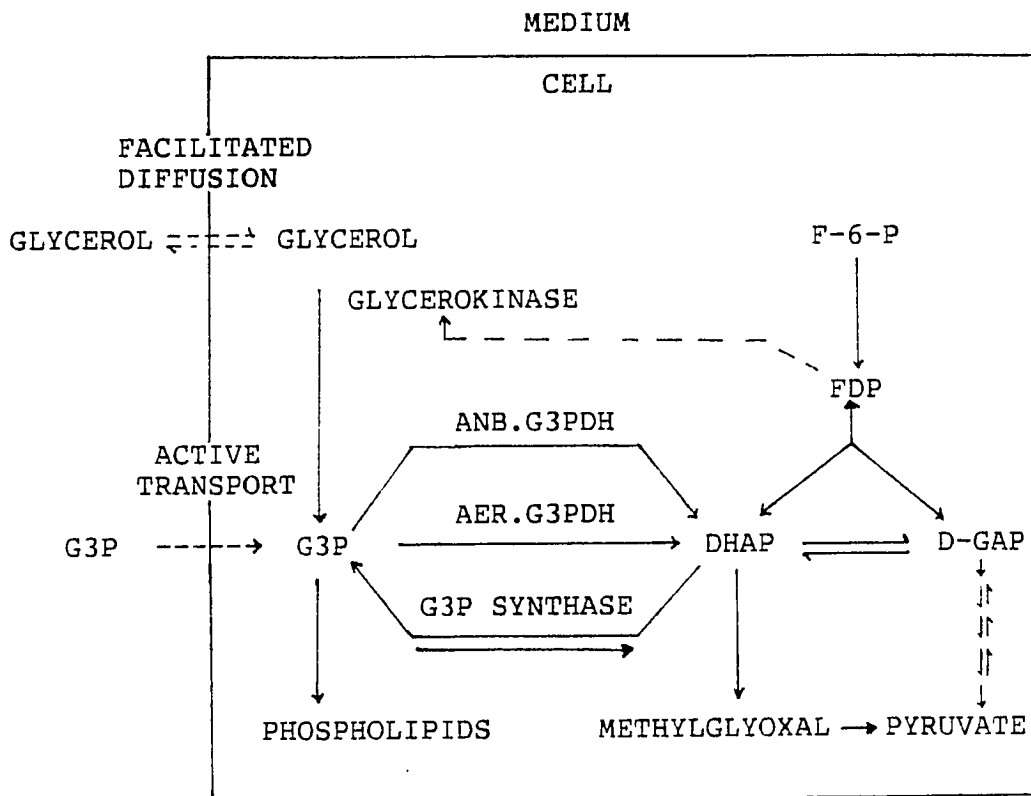 MEDIUM
CELL
FACILITATED
DIFFUSION
GLYCEROL
GLYCEROL
F-6-P
GLYCEROKINASE
FDP
ANB.G3PDH
ACTIVE
TRANSPORT
AER.G3PDH
G3P
G3P
DHAP
D-GAP
G3P SYNTHASE
PHOSPHOLIPIDS
METHYLGLYOXAL
PYRUVATE